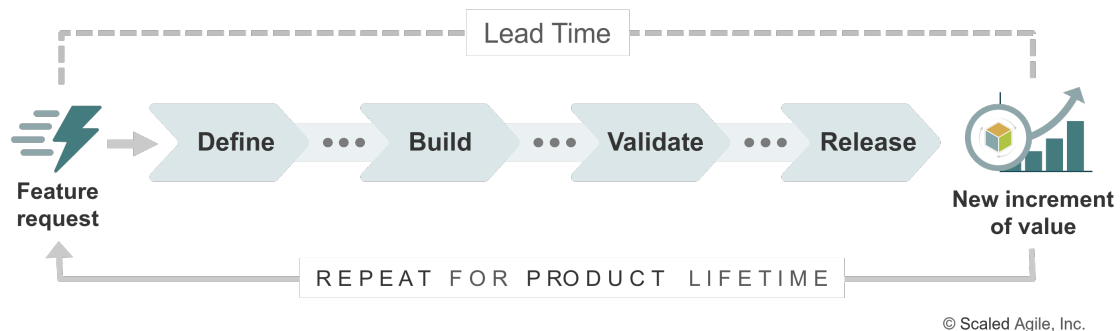 Lead Time
Define
Build
Validate
Release
Feature
request
New increment
of value
REPEAT FOR PRODUCT LIFETIME
© Scaled Agile, Inc.